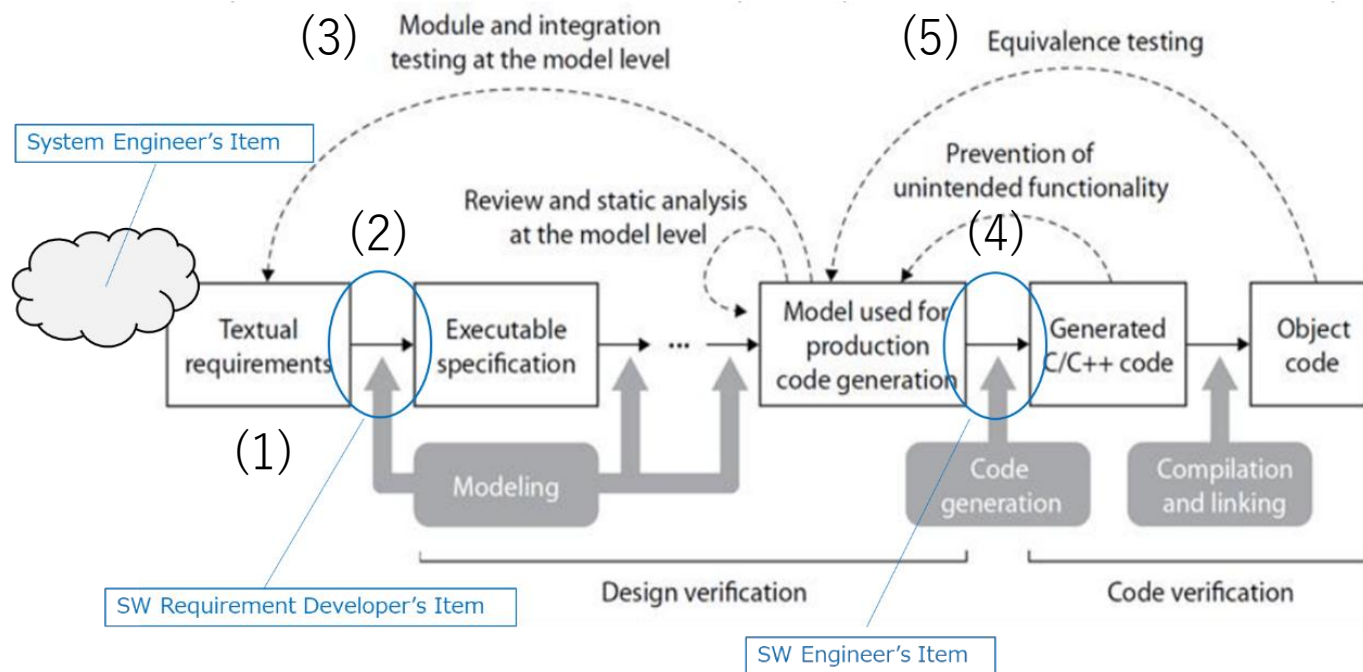 (3)
Module and integration
testing at the model level
(5)
Equivalence testing
System Engineer's Item
Prevention of
unintended functionality
Review and static analysis
at the model level
(2)
(4)
Textual
requirements
Executable
specification
...
Model used for
production
code generation
Generated
C/C++ code
Object
code
(1)
Modeling
Code
generation
Compilation
and linking
Design verification
Code verification
SW Requirement Developer's Item
SW Engineer's Item